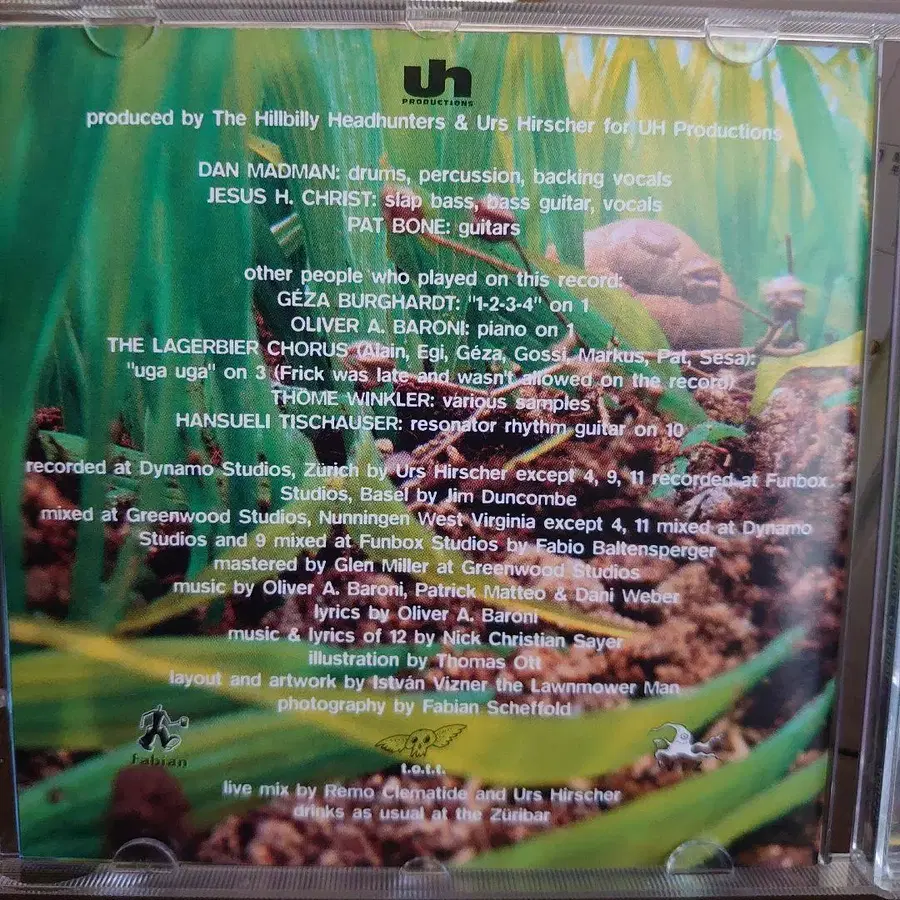 uh
PRODUCTIONS
produced by The Hillbilly Headhunters & Urs Hirscher for UH Productions
DAN MADMAN: drums, percussion, backing vocals
JESUS H. CHRIST: slap bass, bass guitar, vocals
PAT BONE: guitars
other people who played on this record:
GÉZA BURGHARDT: "1-2-3-4" on 1
OLIVER A. BARONI: piano on 1
THE LAGERBIER CHORUS (Alain, Egi, Géza, Gossi, Markus, Pat, Sesa):
"uga uga" on 3 (Frick was late and wasn't allowed on the record)
THOME WINKLER: various samples
HANSUELI TISCHAUSER: resonator rhythm guitar on 10
recorded at Dynamo Studios, Zürich by Urs Hirscher except 4, 9, 11 recorded at Funbox
Studios, Basel by Jim Duncombe
mixed at Greenwood Studios, Nunningen West Virginia except 4, 11 mixed at Dynamo
Studios and 9 mixed at Funbox Studios by Fabio Baltensperger
mastered by Glen Miller at Greenwood Studios
music by Oliver A. Baroni, Patrick Matteo & Dani Weber
lyrics by Oliver A. Baroni
music & lyrics of 12 by Nick Christian Sayer
illustration by Thomas Ott
layout and artwork by István Vizner the Lawnmower Man
photography by Fabian Scheffold
Fabian
t.o.t.t.
live mix by Remo Clematide and Urs Hirscher
drinks as usual at the Züribar